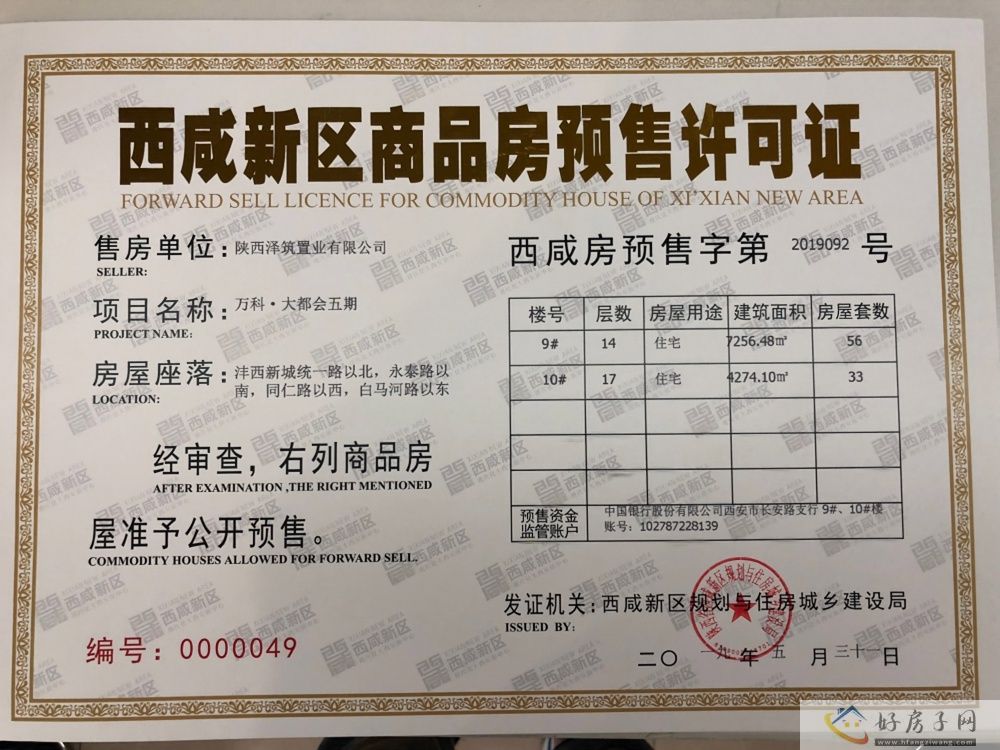 西咸新区商品房预售许可证
FORWARD SELL LICENCE FOR COMMODITY HOUSE OF XI'XIAN NEW AREA
售房单位：陕西泽筑置业有限公司
SELLER:
项目名称：万科·大都会五期
PROJECT NAME:
房屋座落：沣西新城统一路以北，永泰路以
南，同仁路以西，白马河路以东
LOCATION:
经审查，右列商品房
AFTER EXAMINATION ,THE RIGHT MENTIONED
屋准予公开预售。
COMMODITY HOUSES ALLOWED FOR FORWARD SELL.
编号：0000049
西咸房预售字第 2019092 号
楼号 层数 房屋用途 建筑面积 房屋套数
9# 14 住宅 7256.48㎡ 56
10# 17 住宅 4274.10㎡ 33
预售资金
监管账户
中国银行股份有限公司西安市长安路支行 9#、10#楼
账号：102787228139
发证机关：西咸新区规划与住房城乡建设局
ISSUED BY:
二〇一九年五月三十一日
西咸新区
XIXIAN NEW AREA
好房子网
www.hfangziwang.com